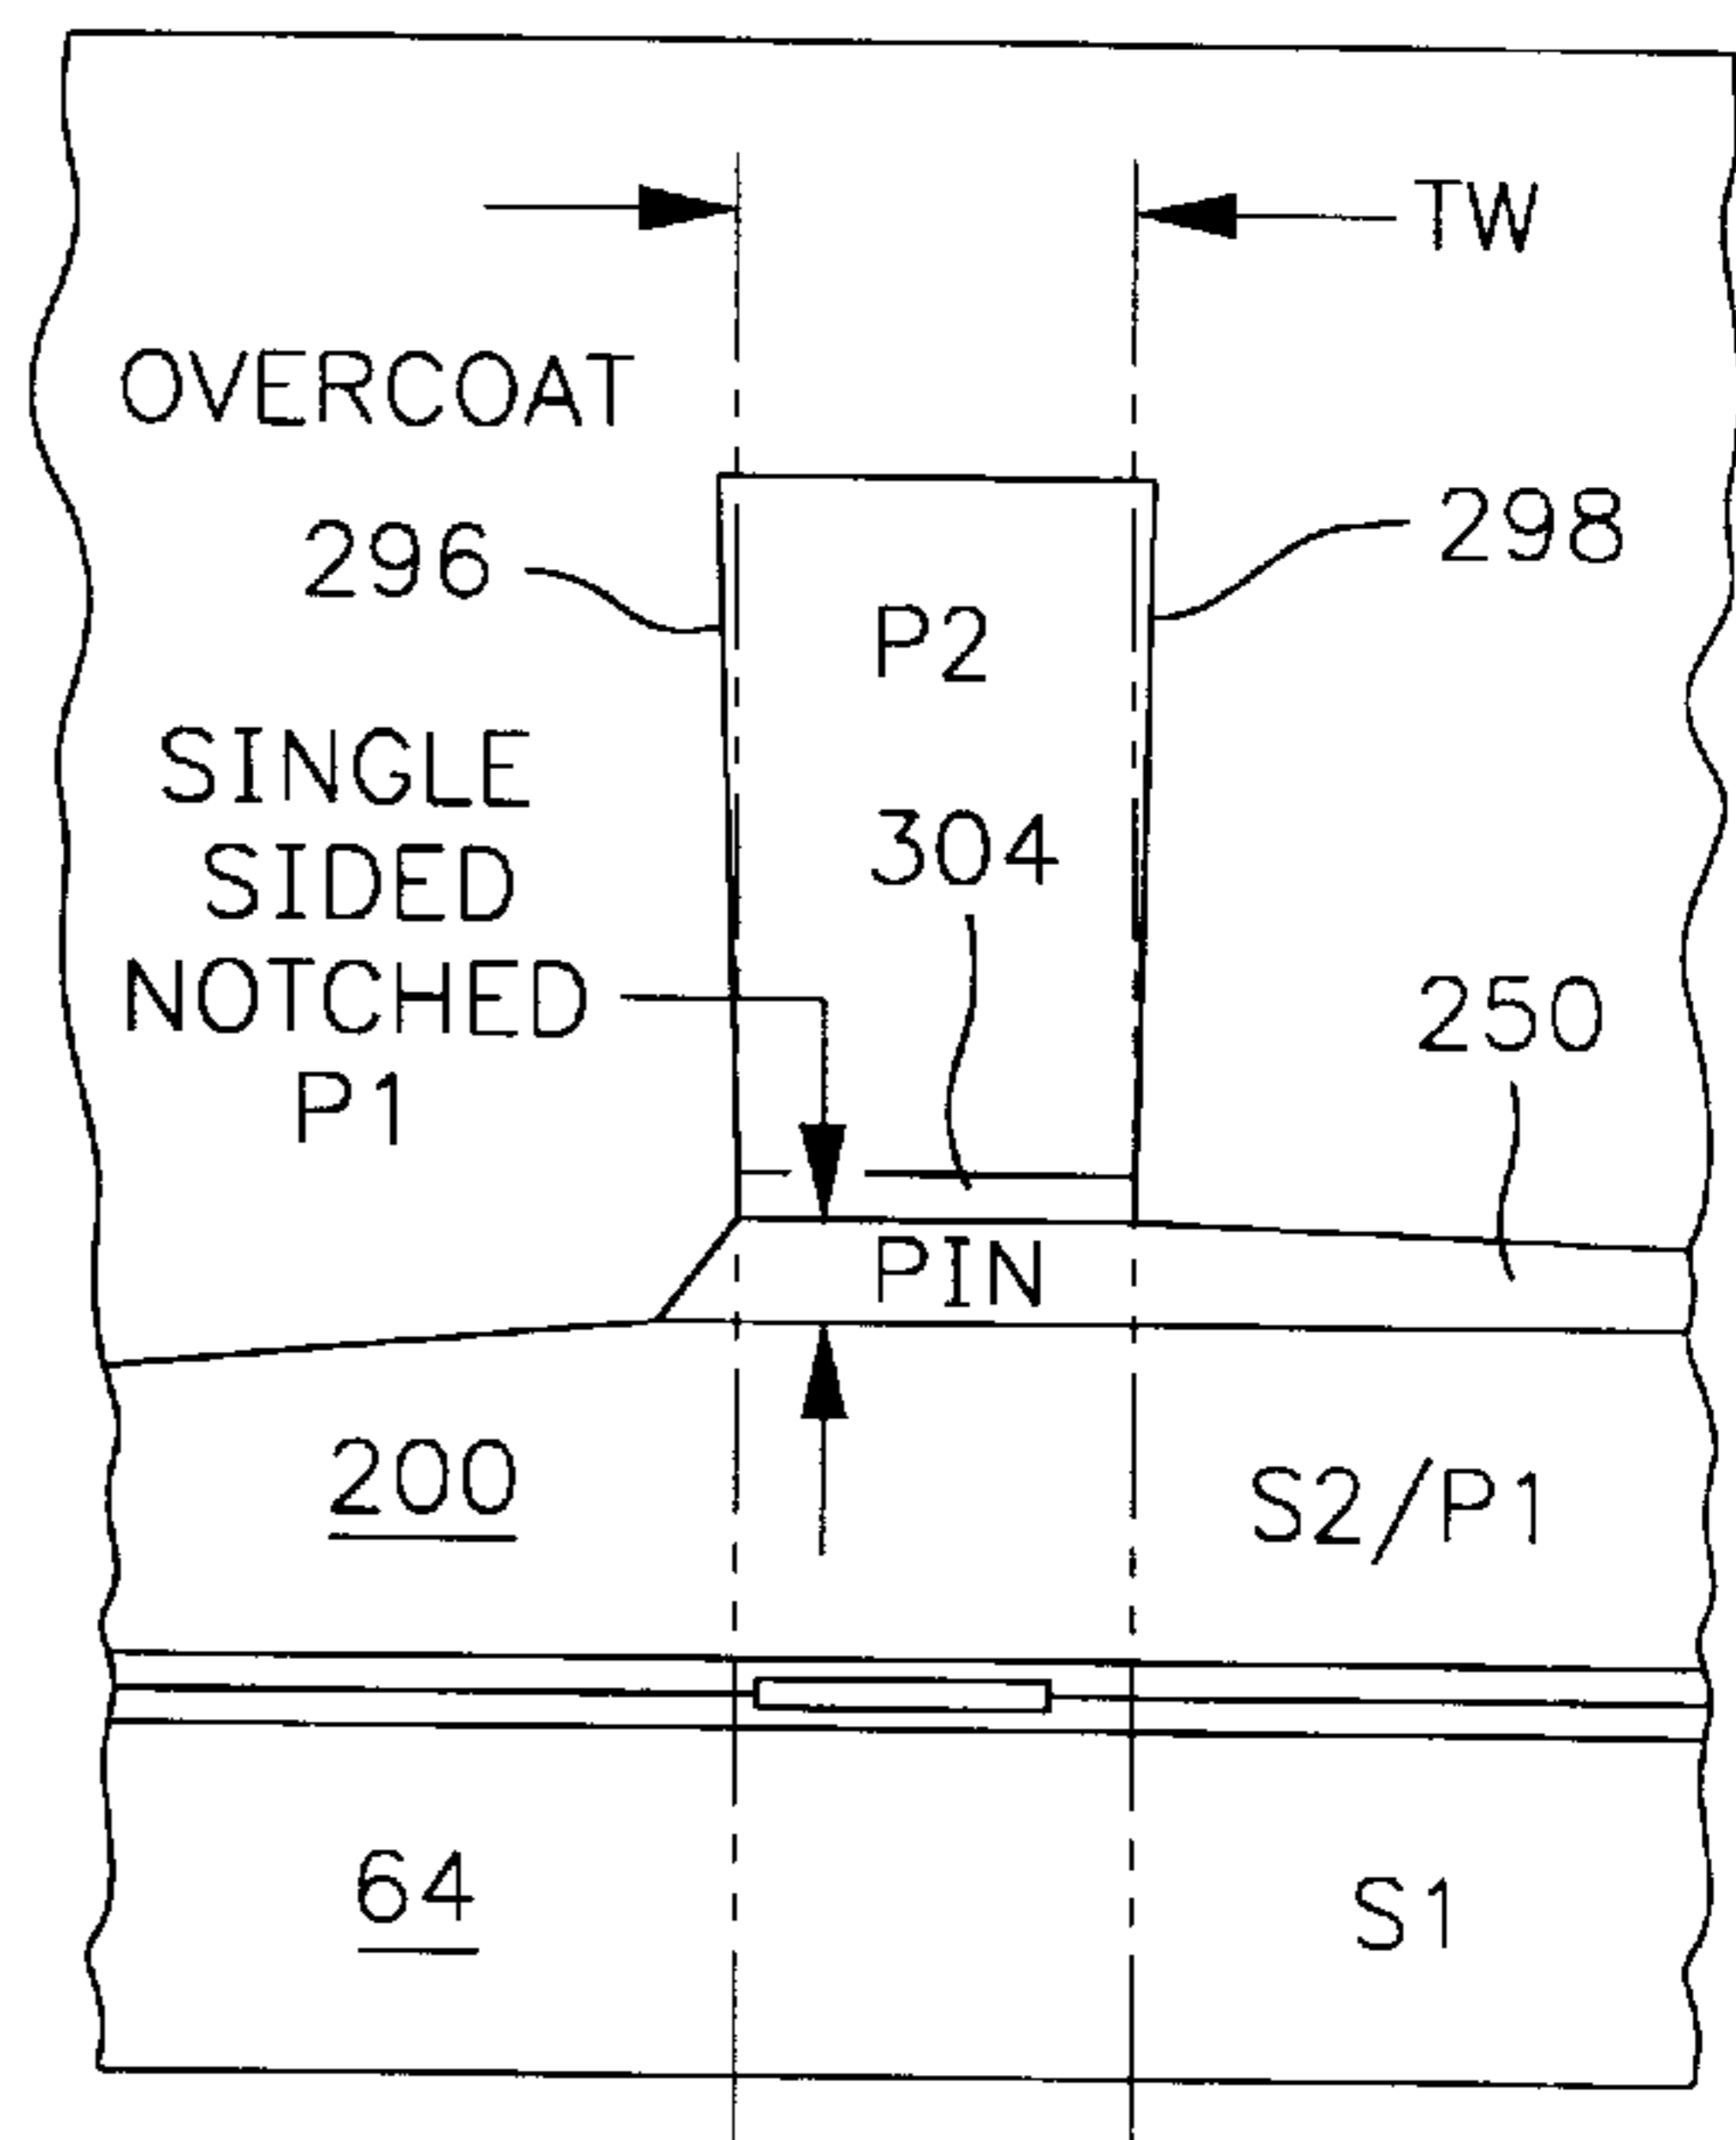 TW
OVERCOAT
296
298
P2
SINGLE
SIDED
NOTCHED
P1
304
250
PIN
200
S2/P1
64
S1